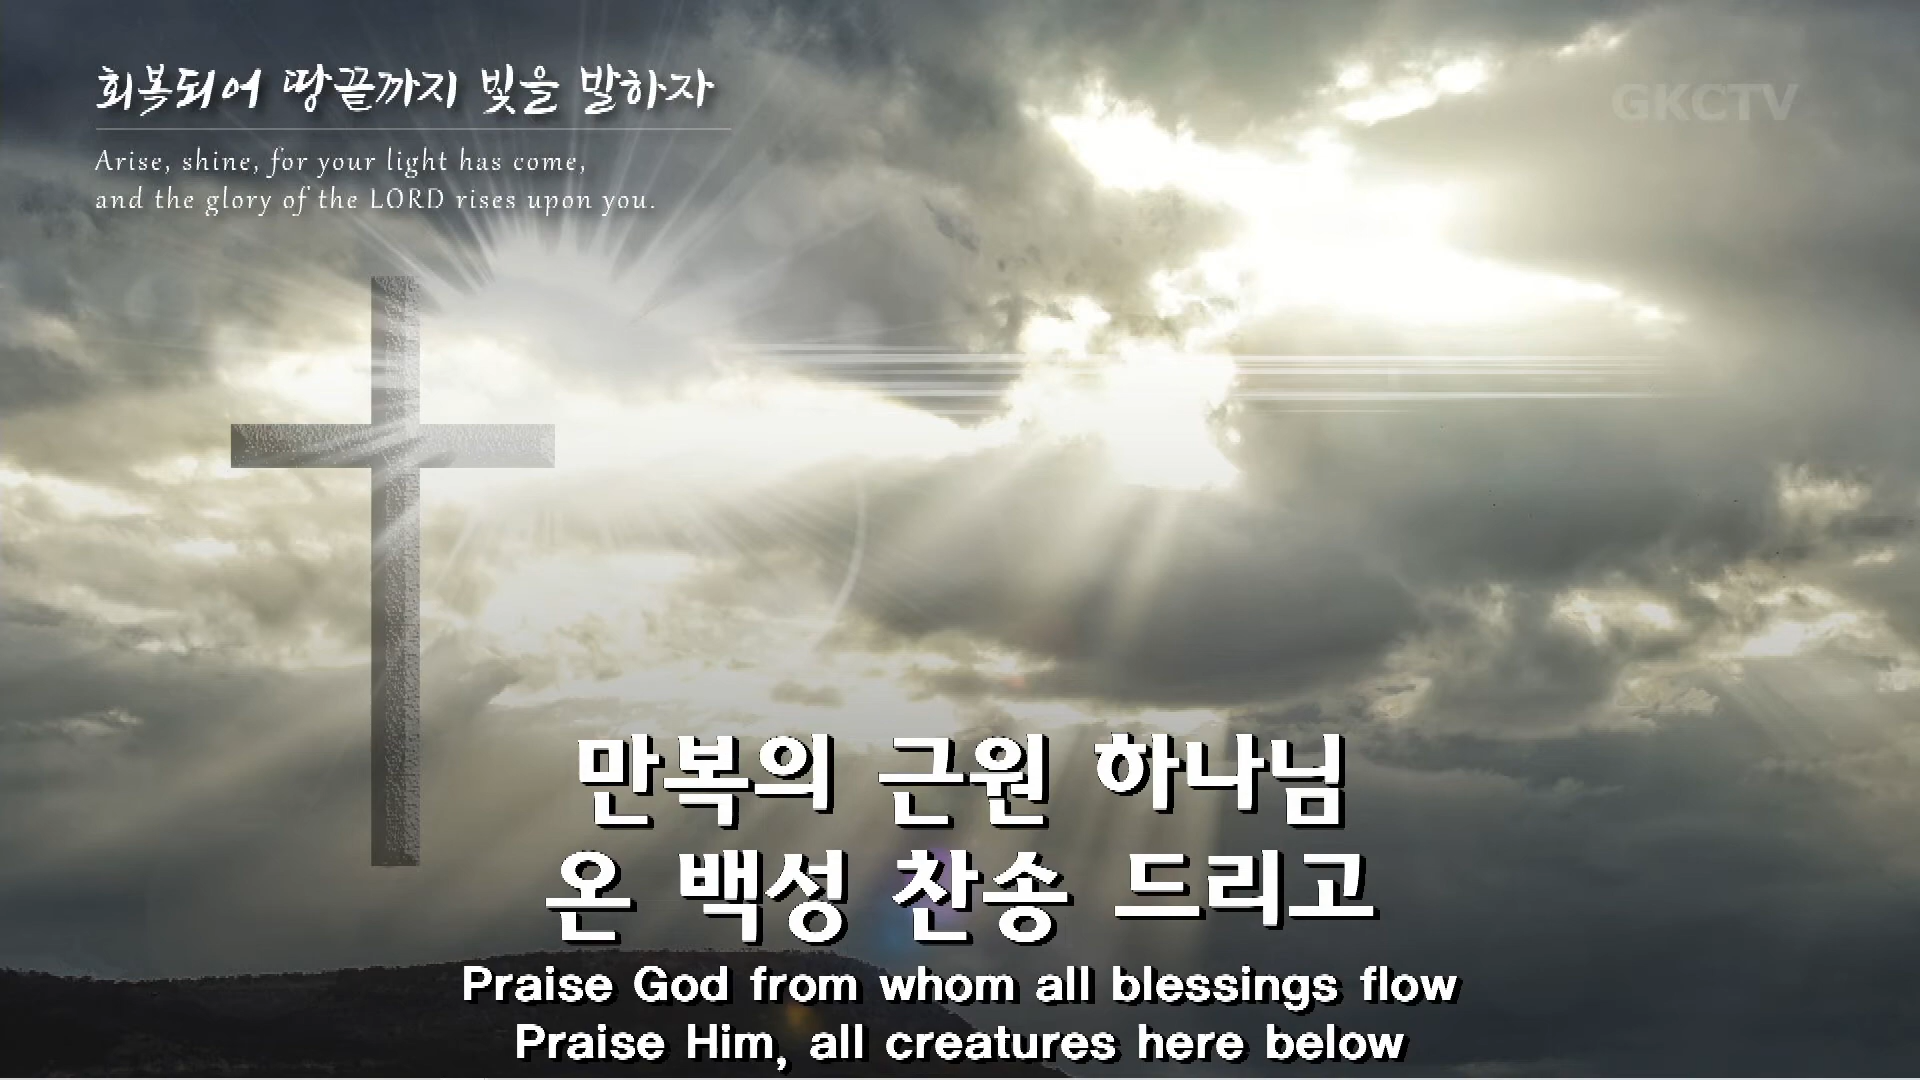 회복되어 땅끝까지 빛을 발하자
Arise, shine, for your light has come,
and the glory of the LORD rises upon you.
GKCTV
만복의 근원 하나님
온 백성 찬송 드리고
Praise God from whom all blessings flow
Praise Him, all creatures here below